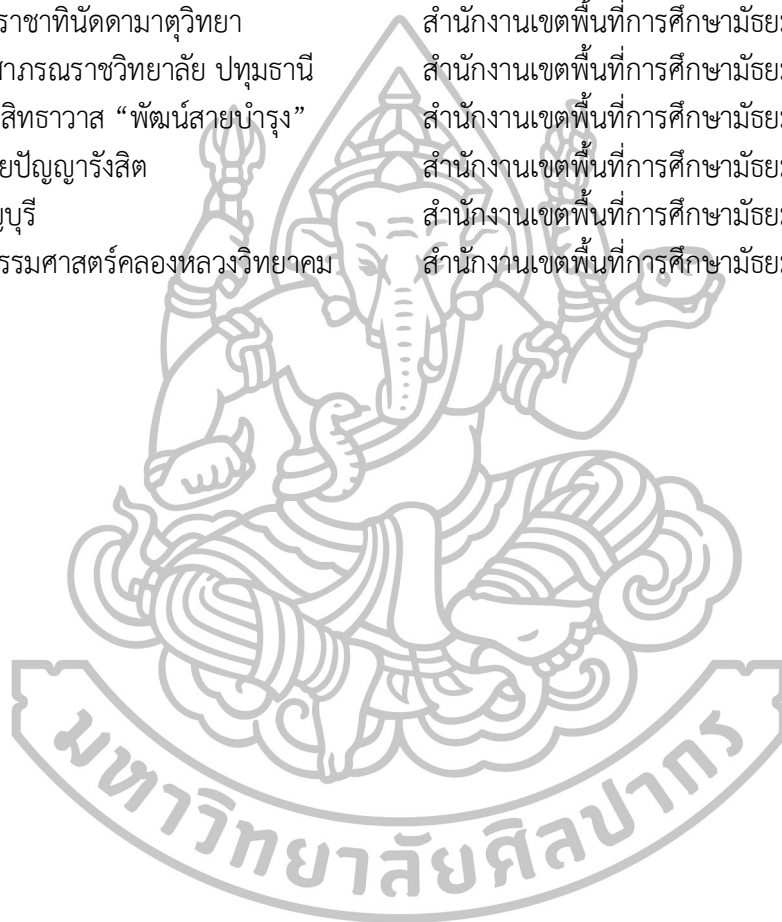 ราชาทินัดดามาตุวิทยา สำนักงานเขตพื้นที่การศึกษามัธย
าภรณราชวิทยาลัย ปทุมธานี สำนักงานเขตพื้นที่การศึกษามัธย
สิทธาวาส “พัฒน์สายบำรุง” สำนักงานเขตพื้นที่การศึกษามัธย
ยปัญญารังสิต สำนักงานเขตพื้นที่การศึกษามัธย
ญบุรี สำนักงานเขตพื้นที่การศึกษามัธย
รรมศาสตร์คลองหลวงวิทยาคม สำนักงานเขตพื้นที่การศึกษามัธย
มหาวิทยาลัยศิลปากร